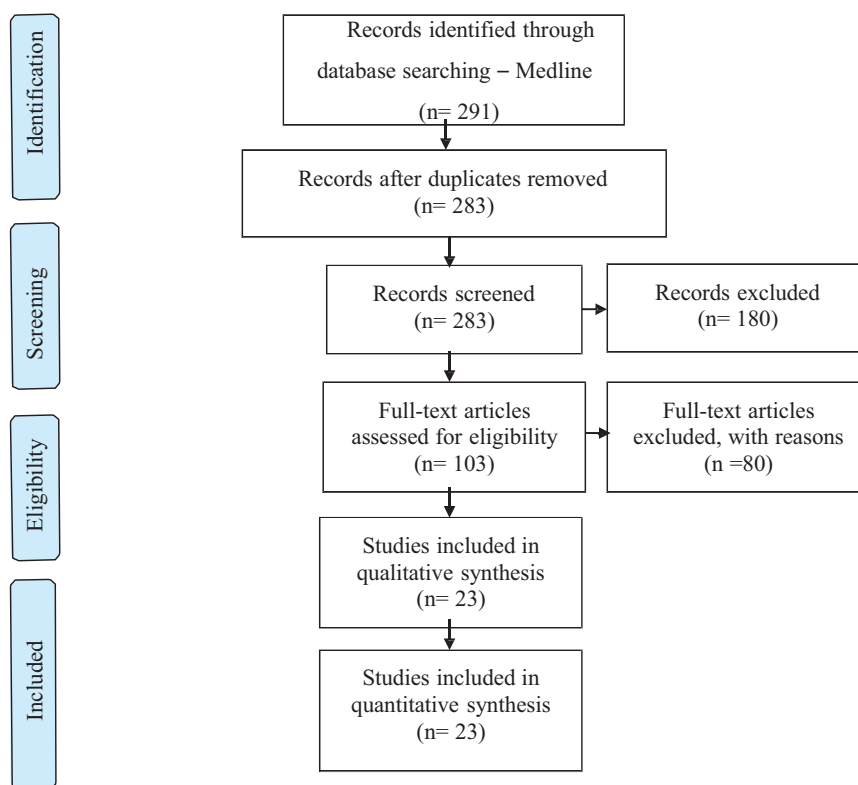 Identification
Records identified through
database searching – Medline
(n= 291)
Records after duplicates removed
(n= 283)
Screening
Records screened
(n= 283)
Records excluded
(n= 180)
Eligibility
Full-text articles
assessed for eligibility
(n= 103)
Full-text articles
excluded, with reasons
(n =80)
Studies included in
qualitative synthesis
(n= 23)
Included
Studies included in
quantitative synthesis
(n= 23)